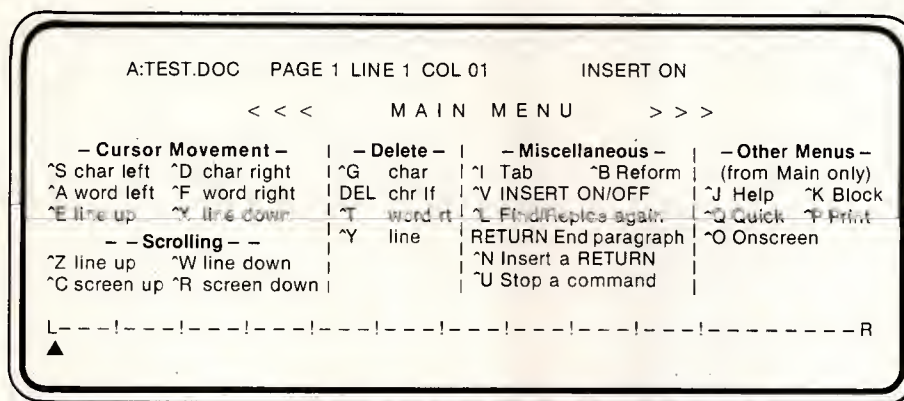 A:TEST.DOC PAGE 1 LINE 1 COL 01 INSERT ON
< < < MAIN MENU > > >
– Cursor Movement – | – Delete – | – Miscellaneous – | – Other Menus –
^S char left ^D char right | ^G char | ^I Tab ^B Reform | (from Main only)
^A word left ^F word right | DEL chr lf | ^V INSERT ON/OFF | ^J Help ^K Block
^E line up ^X line down | ^T word rt | ^L Find/Replce again | ^Q Quick ^P Print
– – Scrolling – – | ^Y line | RETURN End paragraph | ^O Onscreen
^Z line up ^W line down | | ^N Insert a RETURN |
^C screen up ^R screen down | | ^U Stop a command |
L–––!–––!–––!–––!–––!–––!–––!–––!–––!–––!––––––––R